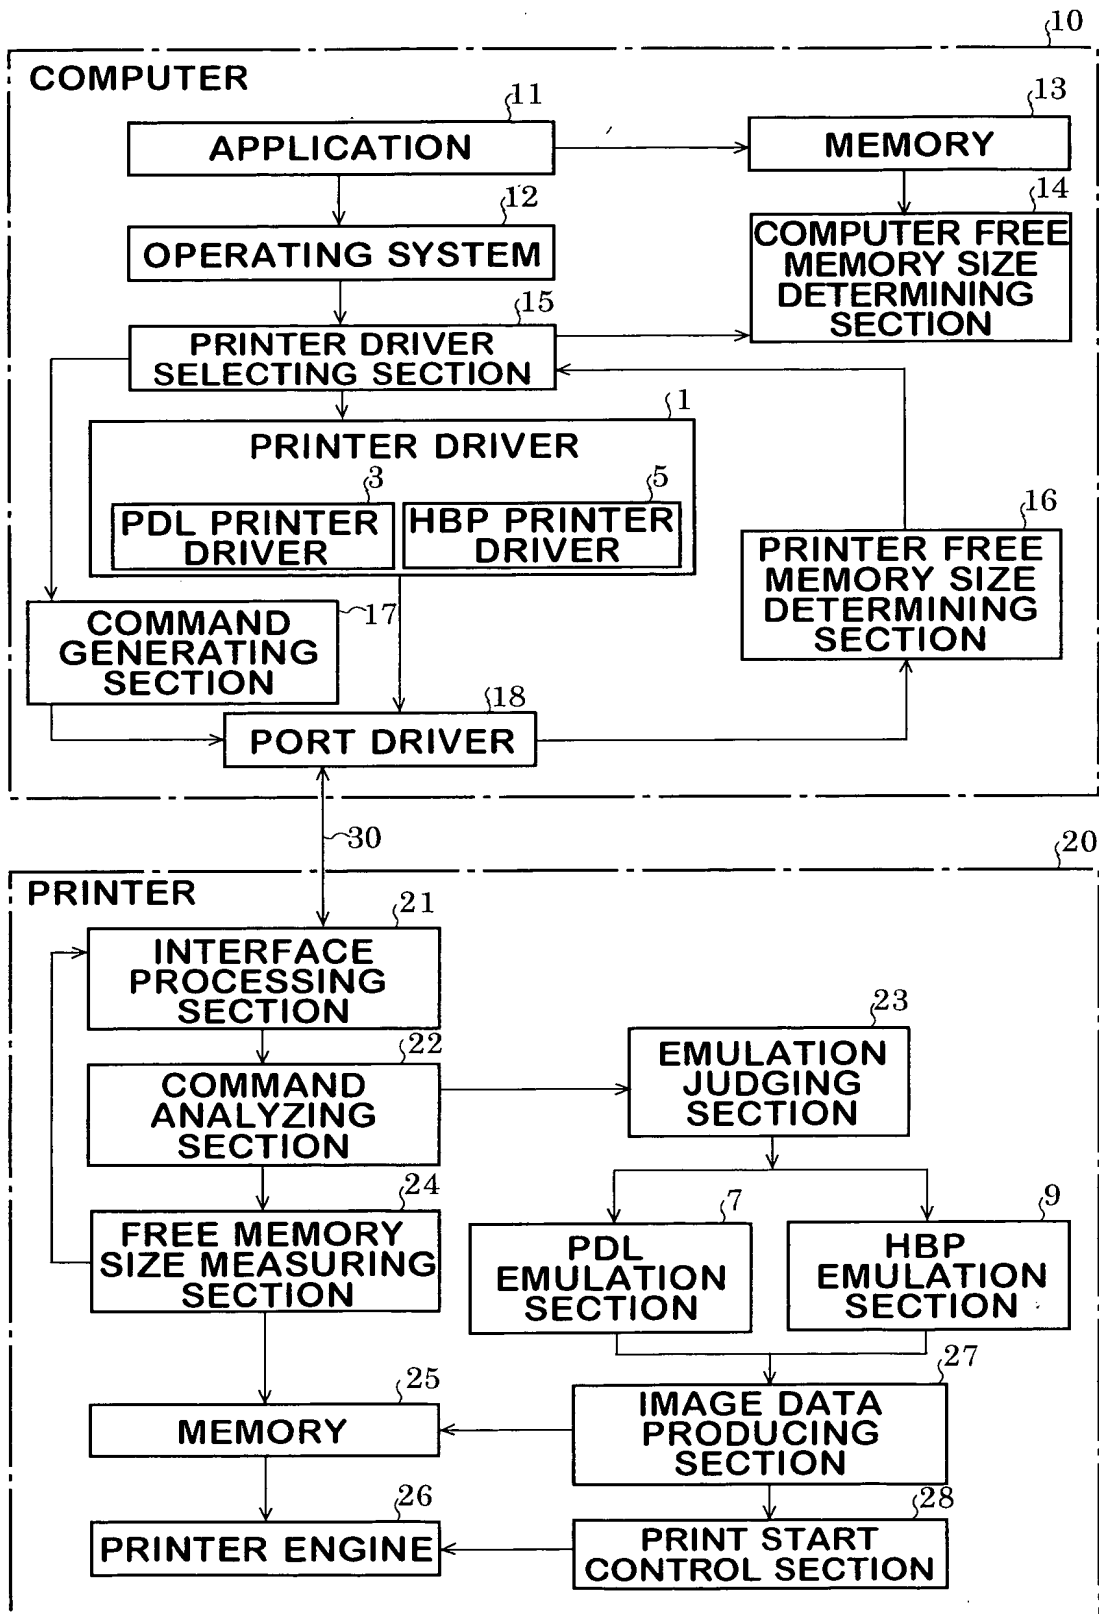 10
COMPUTER
11
APPLICATION
13
MEMORY
12
OPERATING SYSTEM
14
COMPUTER FREE
MEMORY SIZE
DETERMINING
SECTION
15
PRINTER DRIVER
SELECTING SECTION
1
PRINTER DRIVER
3
PDL PRINTER
DRIVER
5
HBP PRINTER
DRIVER
16
PRINTER FREE
MEMORY SIZE
DETERMINING
SECTION
17
COMMAND
GENERATING
SECTION
18
PORT DRIVER
30
20
PRINTER
21
INTERFACE
PROCESSING
SECTION
22
COMMAND
ANALYZING
SECTION
23
EMULATION
JUDGING
SECTION
24
FREE MEMORY
SIZE MEASURING
SECTION
7
PDL
EMULATION
SECTION
9
HBP
EMULATION
SECTION
25
MEMORY
27
IMAGE DATA
PRODUCING
SECTION
26
PRINTER ENGINE
28
PRINT START
CONTROL SECTION